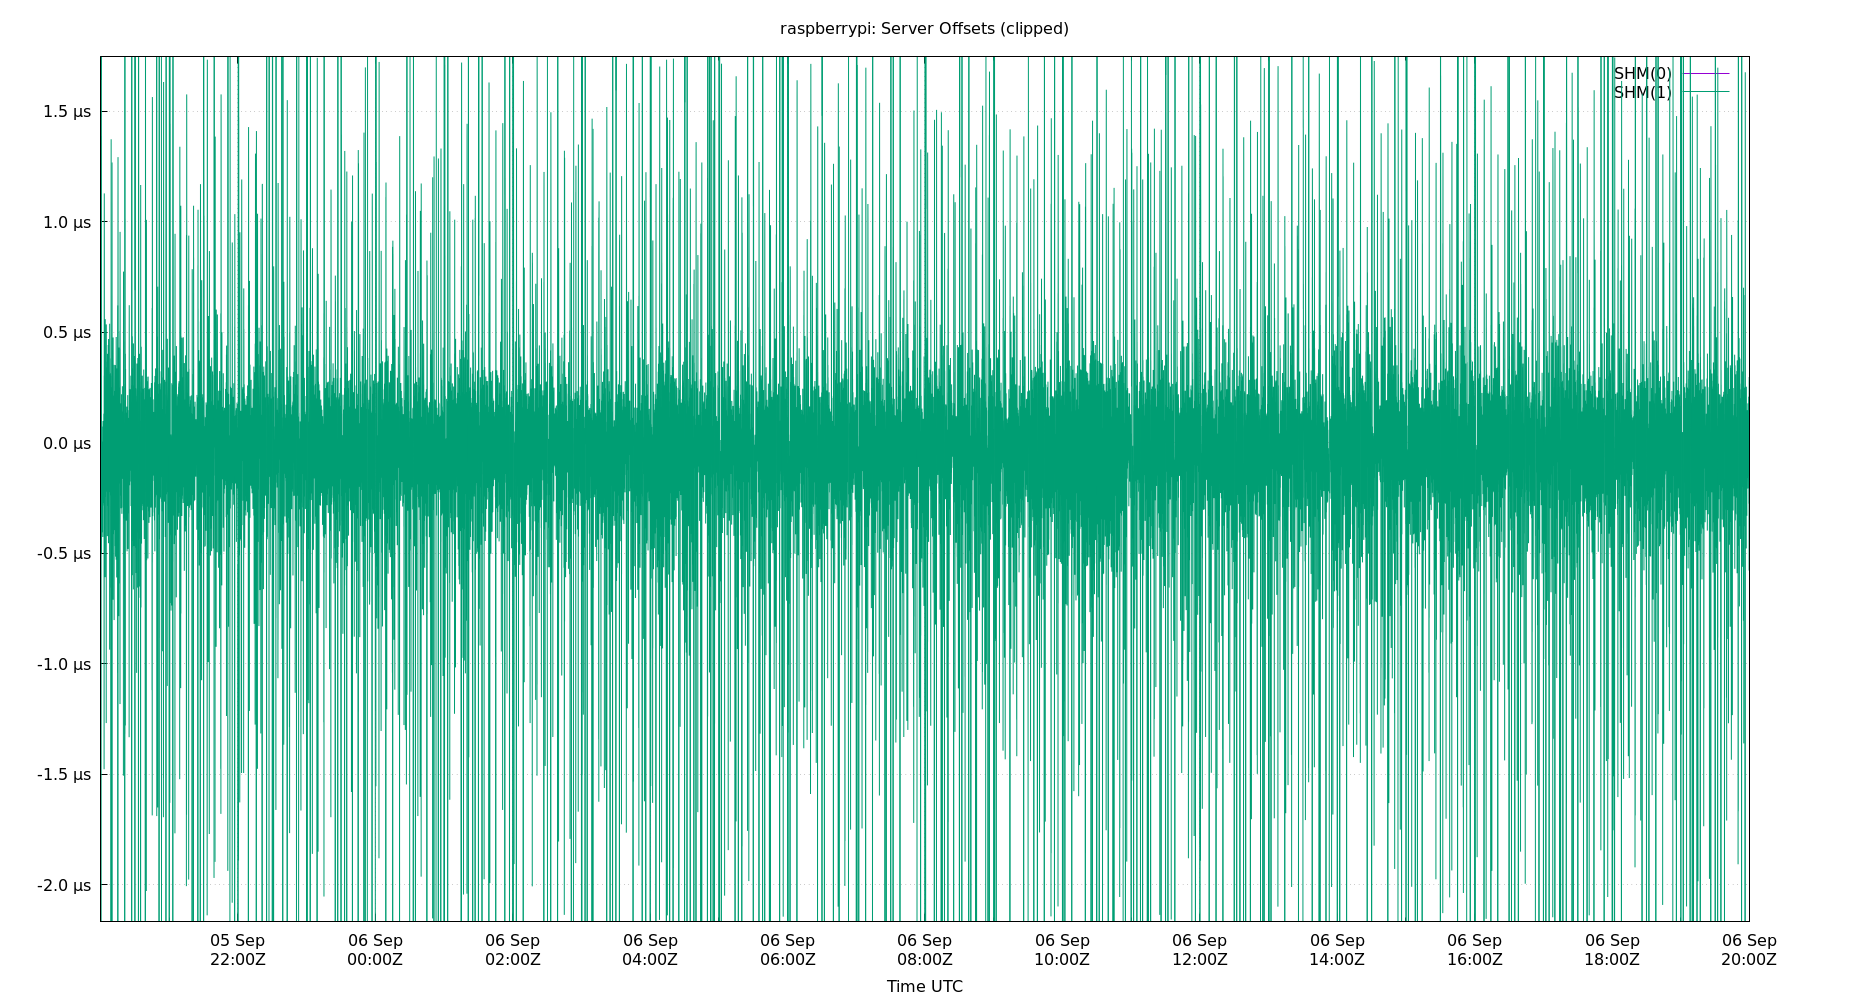 raspberrypi: Server Offsets (clipped)
SHM(0)
SHM(1)
1.5 µs
1.0 µs
0.5 µs
0.0 µs
-0.5 µs
-1.0 µs
-1.5 µs
-2.0 µs
05 Sep 06 Sep 06 Sep 06 Sep 06 Sep 06 Sep 06 Sep 06 Sep 06 Sep 06 Sep 06 Sep 06 Sep
22:00Z 00:00Z 02:00Z 04:00Z 06:00Z 08:00Z 10:00Z 12:00Z 14:00Z 16:00Z 18:00Z 20:00Z
Time UTC